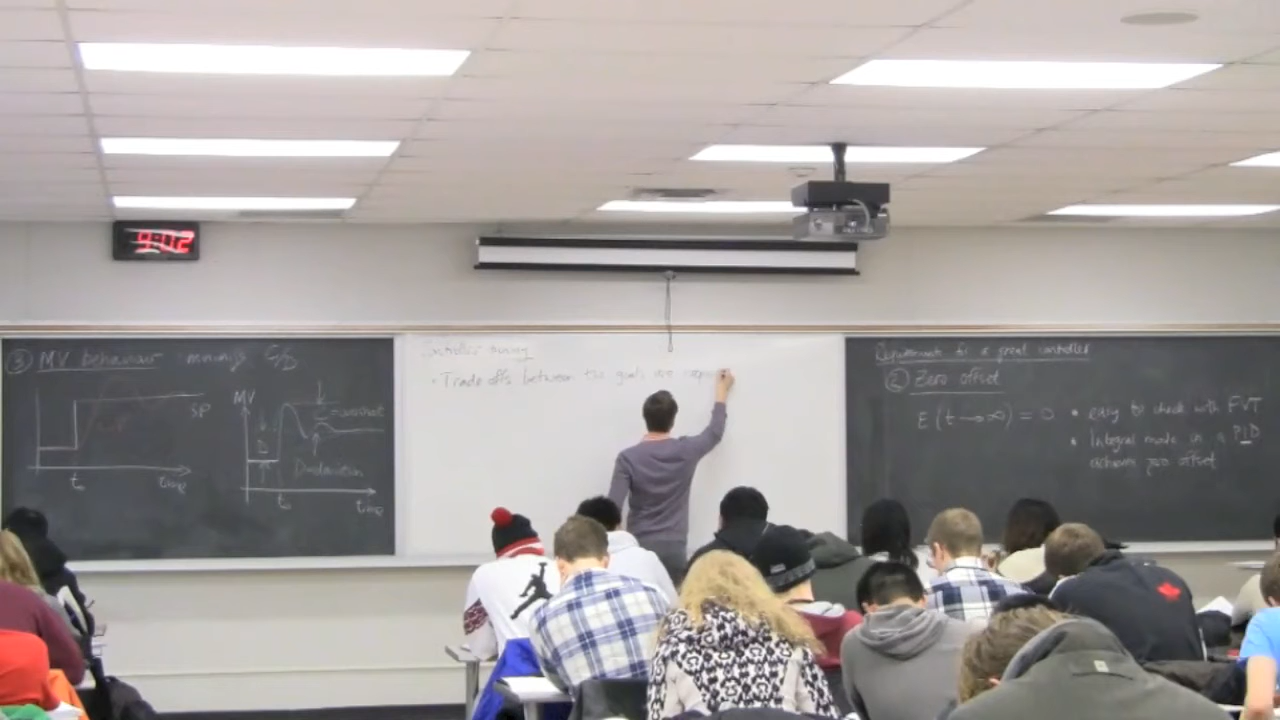 9:02
③ MV behaviour
SP
t₀
time
MV
D
C = overshoot
D=deviation
t₀
time
Controller tuning
• Trade offs between the goals are
Requirements for a great controller
② Zero offset
E(t→∞) = 0
• easy to check with FVT
• Integral mode in a PID
achieves zero offset